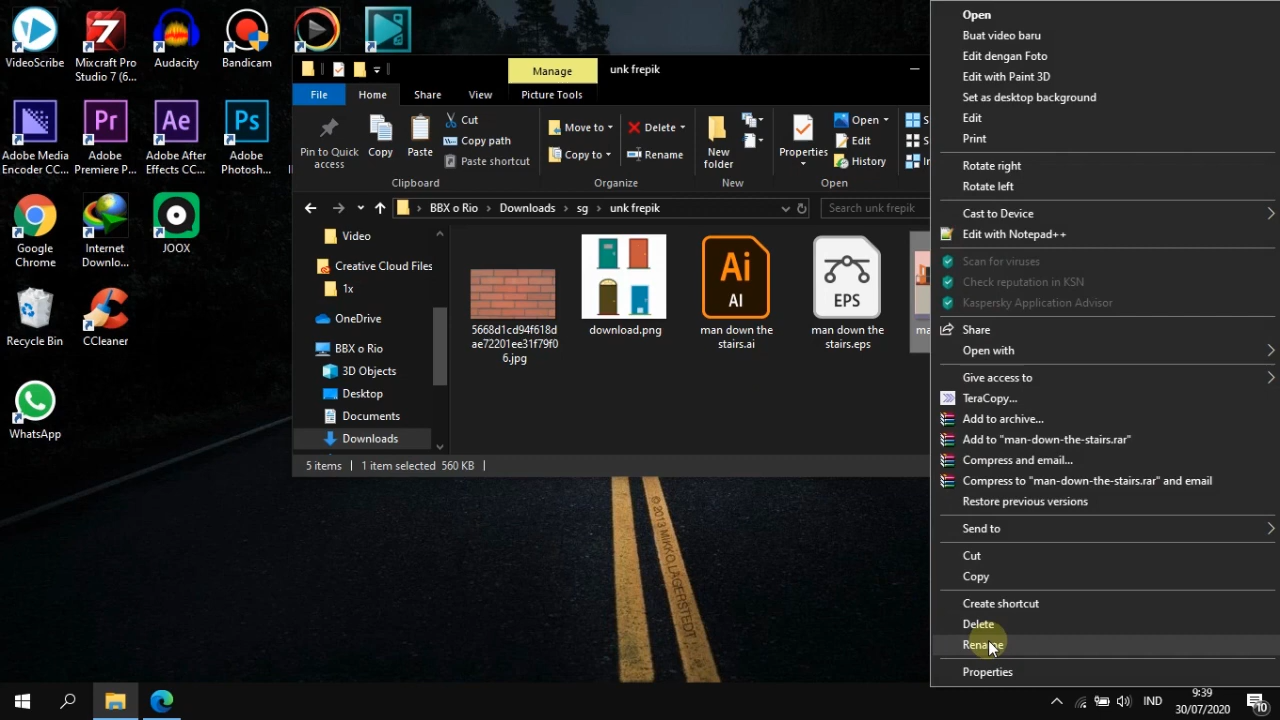 VideoScribe
Mixcraft Pro
Studio 7 (6...
Audacity
Bandicam
Adobe Media
Encoder CC...
Adobe
Premiere P...
Adobe After
Effects CC...
Adobe
Photosh...
Google
Chrome
Internet
Downlo...
JOOX
Recycle Bin
CCleaner
WhatsApp
Manage
unk frepik
File
Home
Share
View
Picture Tools
Pin to Quick
access
Copy
Paste
Cut
Copy path
Paste shortcut
Clipboard
Move to
Copy to
Delete
Rename
Organize
New
folder
New
Properties
Open
Edit
History
Open
BBX o Rio > Downloads > sg > unk frepik
Search unk frepik
Video
Creative Cloud Files
1x
OneDrive
BBX o Rio
3D Objects
Desktop
Documents
Downloads
5668d1cd94f618d
ae72201ee31f79f0
6.jpg
download.png
Ai
AI
man down the
stairs.ai
EPS
man down the
stairs.eps
5 items
1 item selected 560 KB
Open
Buat video baru
Edit dengan Foto
Edit with Paint 3D
Set as desktop background
Edit
Print
Rotate right
Rotate left
Cast to Device
Edit with Notepad++
Scan for viruses
Check reputation in KSN
Kaspersky Application Advisor
Share
Open with
Give access to
TeraCopy...
Add to archive...
Add to "man-down-the-stairs.rar"
Compress and email...
Compress to "man-down-the-stairs.rar" and email
Restore previous versions
Send to
Cut
Copy
Create shortcut
Delete
Rename
Properties
© 2013 MIKKO LAGERSTEDT
IND
9:39
30/07/2020
10